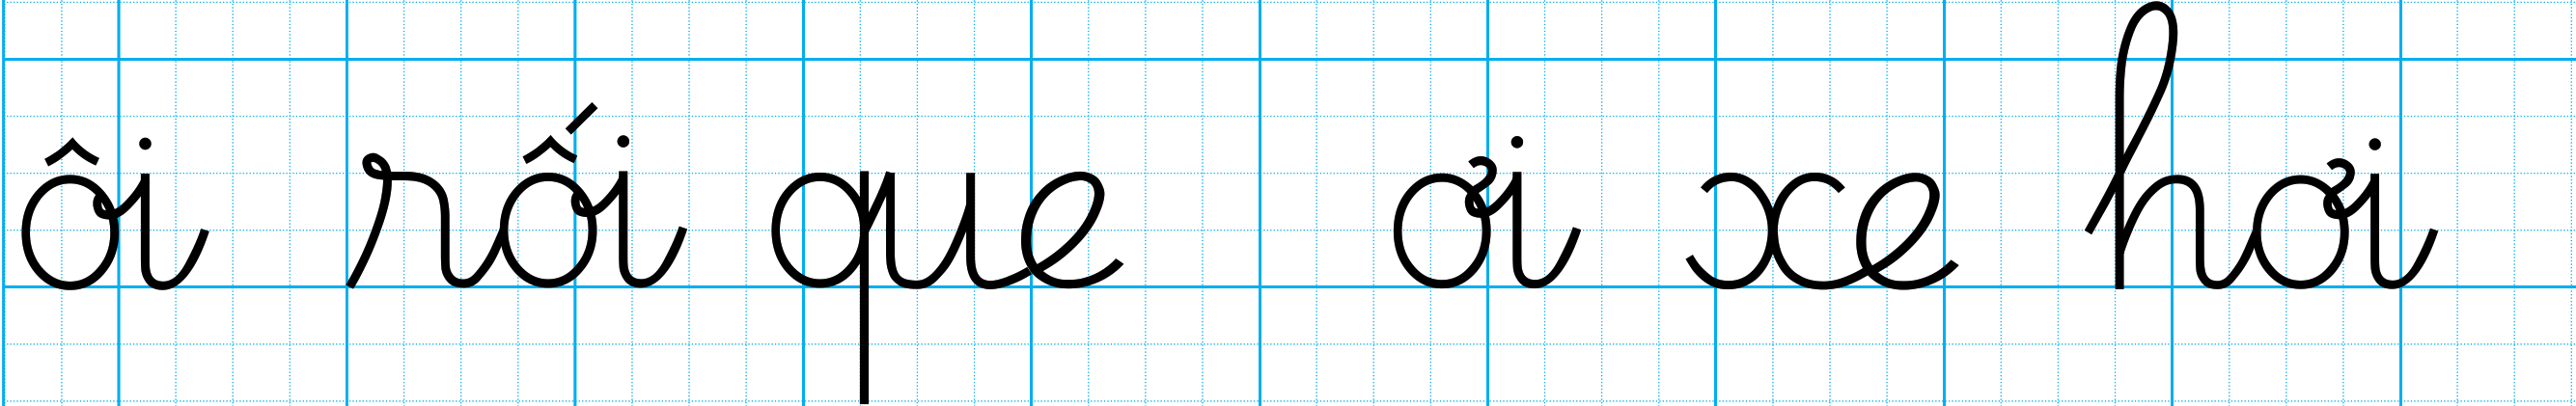 ôi rối que ơi xe hơi